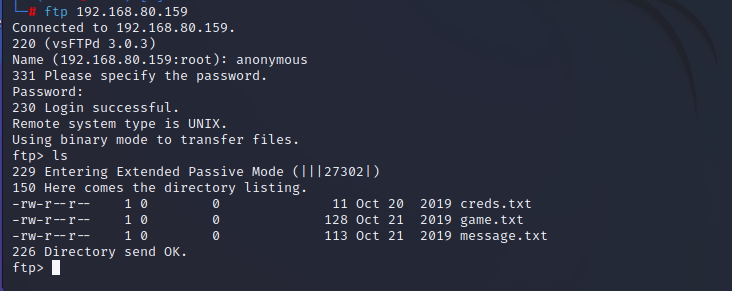 └─# ftp 192.168.80.159
Connected to 192.168.80.159.
220 (vsFTPd 3.0.3)
Name (192.168.80.159:root): anonymous
331 Please specify the password.
Password:
230 Login successful.
Remote system type is UNIX.
Using binary mode to transfer files.
ftp> ls
229 Entering Extended Passive Mode (|||27302|)
150 Here comes the directory listing.
-rw-r--r--    1 0        0              11 Oct 20  2019 creds.txt
-rw-r--r--    1 0        0             128 Oct 21  2019 game.txt
-rw-r--r--    1 0        0             113 Oct 21  2019 message.txt
226 Directory send OK.
ftp>